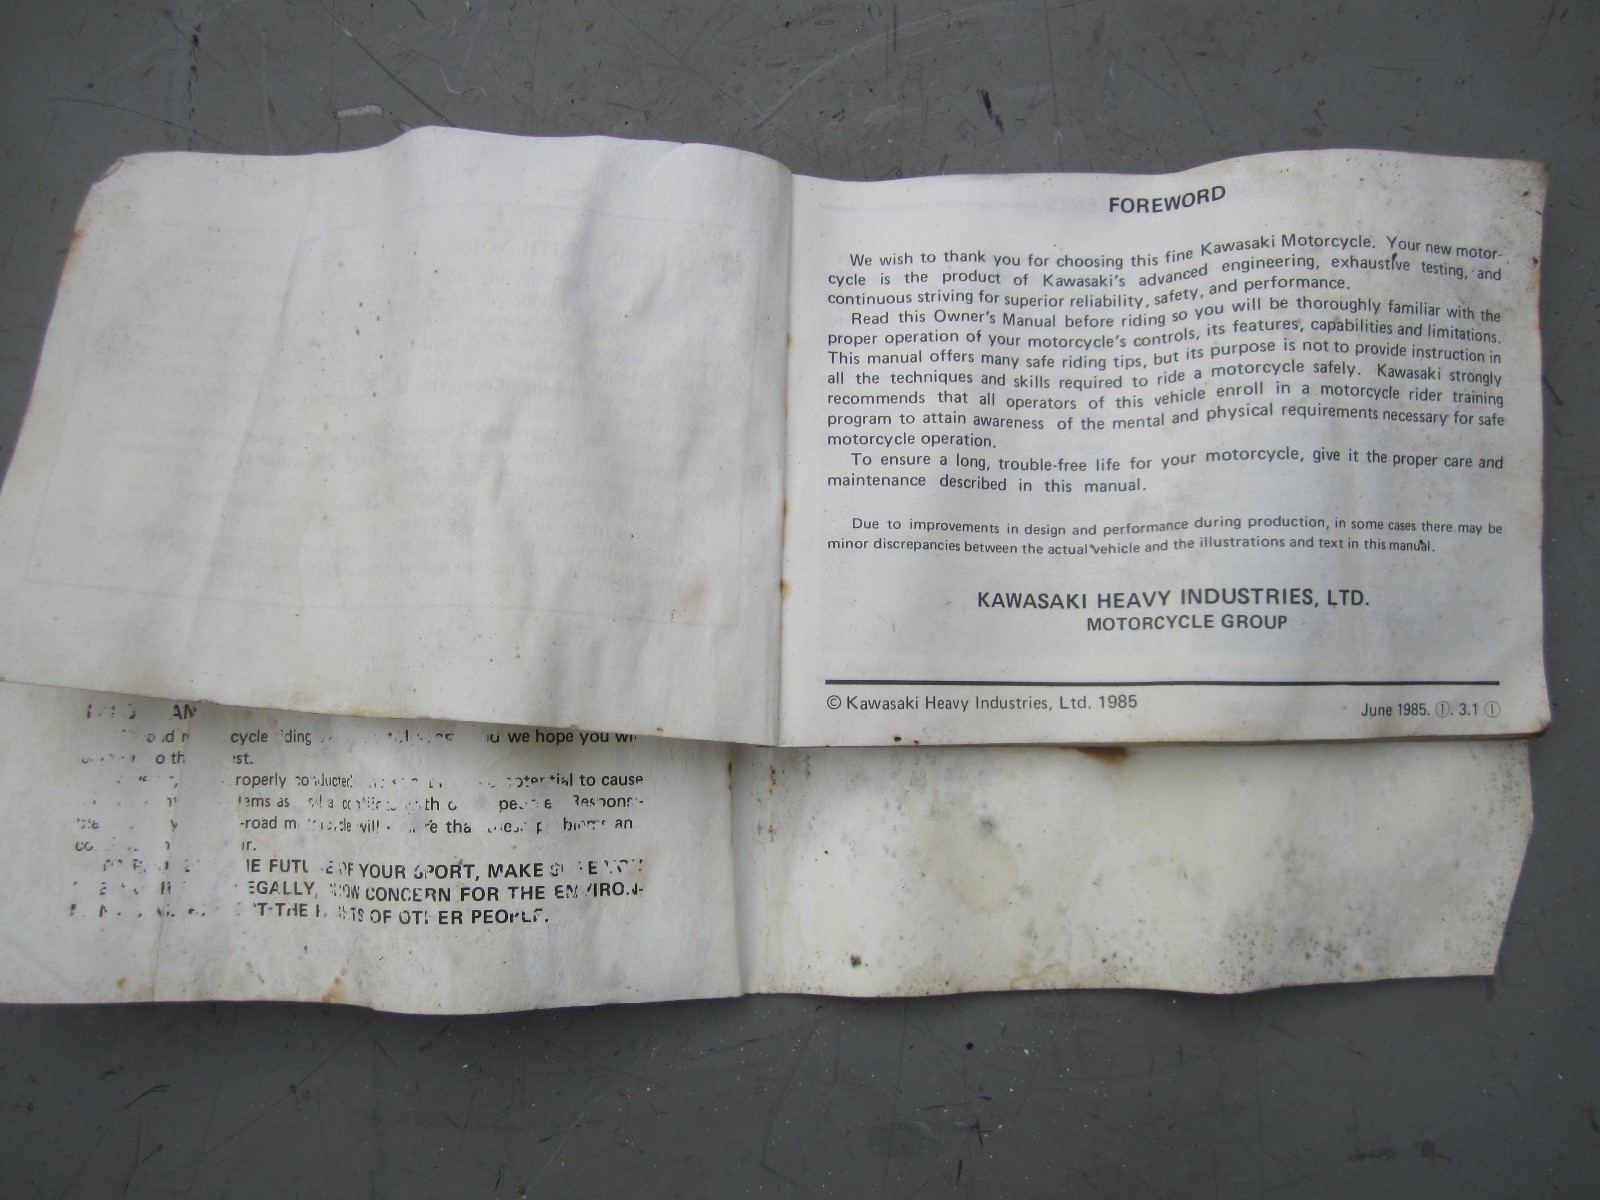 FOREWORD
We wish to thank you for choosing this fine Kawasaki Motorcycle. Your new motor-
cycle is the product of Kawasaki's advanced engineering, exhaustive testing, and
continuous striving for superior reliability, safety, and performance.
Read this Owner's Manual before riding so you will be thoroughly familiar with the
proper operation of your motorcycle's controls, its features, capabilities and limitations.
This manual offers many safe riding tips, but its purpose is not to provide instruction in
all the techniques and skills required to ride a motorcycle safely. Kawasaki strongly
recommends that all operators of this vehicle enroll in a motorcycle rider training
program to attain awareness of the mental and physical requirements necessary for safe
motorcycle operation.
To ensure a long, trouble-free life for your motorcycle, give it the proper care and
maintenance described in this manual.
Due to improvements in design and performance during production, in some cases there may be
minor discrepancies between the actual vehicle and the illustrations and text in this manual.
KAWASAKI HEAVY INDUSTRIES, LTD.
MOTORCYCLE GROUP
© Kawasaki Heavy Industries, Ltd. 1985
June 1985. Ⓘ. 3.1 Ⓘ
cycle riding we hope you
properly conducted potential to cause
people
-road will
FUTURE OF YOUR SPORT, MAKE
LEGALLY, SHOW CONCERN FOR THE ENVIRON-
THE OF OTHER PEOPLE.